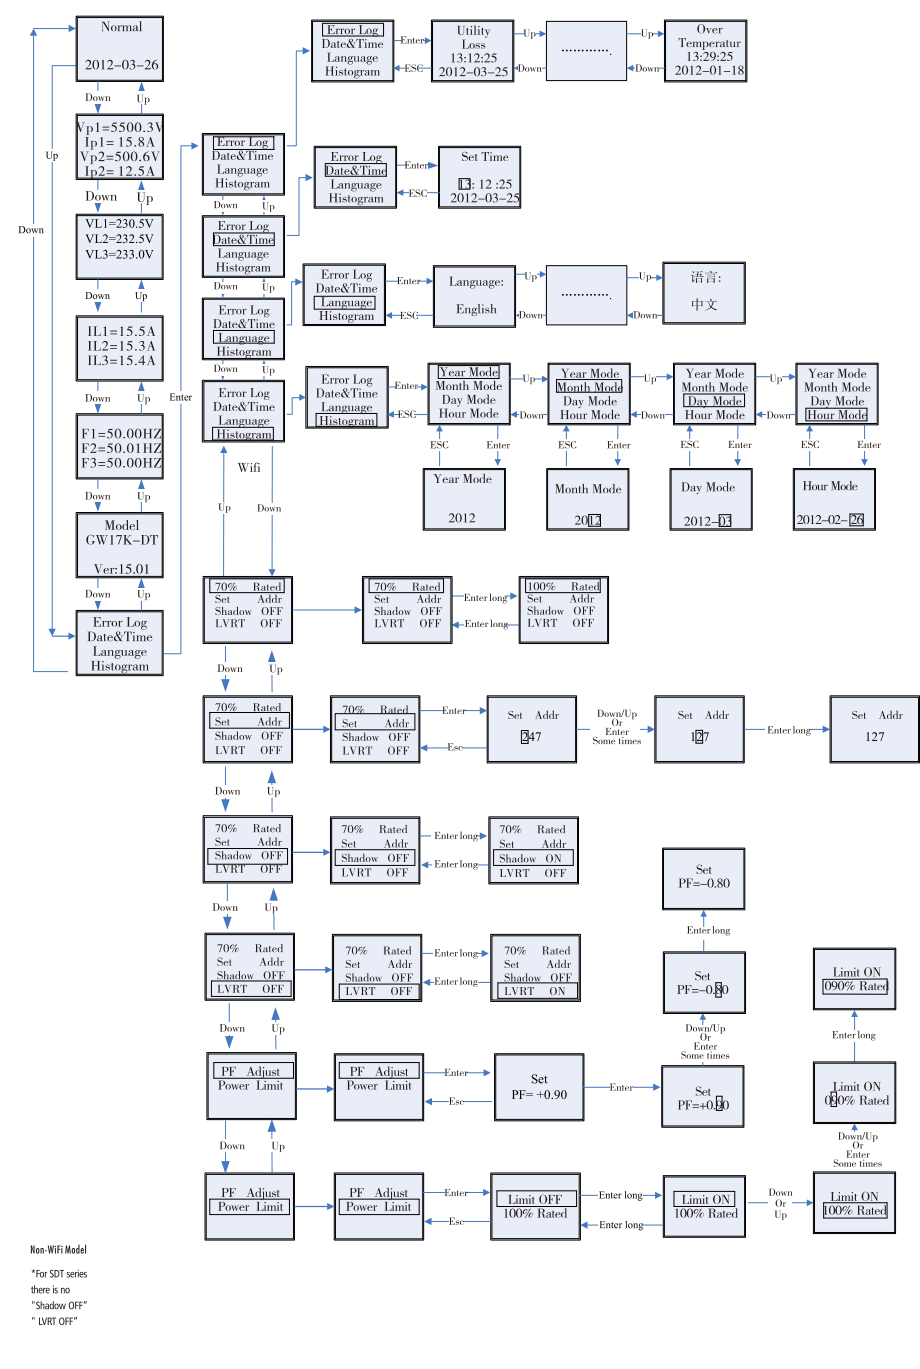 Normal
2012-03-26
Down
Up
Vp1=5500.3V
Ip1= 15.8A
Vp2=500.6V
Ip2= 12.5A
Down
Up
VL1=230.5V
VL2=232.5V
VL3=233.0V
Down
Up
IL1=15.5A
IL2=15.3A
IL3=15.4A
Down
Up
F1=50.00HZ
F2=50.01HZ
F3=50.00HZ
Down
Up
Model
GW17K-DT
Ver:15.01
Down
Up
Error Log
Date&Time
Language
Histogram
Up
Down
Enter
Error Log
Date&Time
Language
Histogram
Down
Up
Error Log
Date&Time
Language
Histogram
Down
Up
Error Log
Date&Time
Language
Histogram
Down
Up
Error Log
Date&Time
Language
Histogram
Wifi
Up
Down
Error Log
Date&Time
Language
Histogram
Enter
ESC
Utility
Loss
13:12:25
2012-03-25
Up
Down
.............
Up
Down
Over
Temperatur
13:29:25
2012-01-18
Error Log
Date&Time
Language
Histogram
Enter
ESC
Set Time
13: 12 :25
2012-03-25
Error Log
Date&Time
Language
Histogram
Enter
ESC
Language:
English
Up
Down
.............
Up
Down
语言:
中文
Error Log
Date&Time
Language
Histogram
Enter
ESC
Year Mode
Month Mode
Day Mode
Hour Mode
Up
Down
Year Mode
Month Mode
Day Mode
Hour Mode
Up
Down
Year Mode
Month Mode
Day Mode
Hour Mode
Up
Down
Year Mode
Month Mode
Day Mode
Hour Mode
ESC
Enter
ESC
Enter
ESC
Enter
ESC
Enter
Year Mode
2012
Month Mode
2012
Day Mode
2012-03
Hour Mode
2012-02- 26
70% Rated
Set Addr
Shadow OFF
LVRT OFF
70% Rated
Set Addr
Shadow OFF
LVRT OFF
Enter long
Enter long
100% Rated
Set Addr
Shadow OFF
LVRT OFF
Down
Up
70% Rated
Set Addr
Shadow OFF
LVRT OFF
70% Rated
Set Addr
Shadow OFF
LVRT OFF
Enter
Esc
Set Addr
247
Down/Up
Or
Enter
Some times
Set Addr
127
Enter long
Set Addr
127
Down
Up
70% Rated
Set Addr
Shadow OFF
LVRT OFF
70% Rated
Set Addr
Shadow OFF
LVRT OFF
Enter long
Enter long
70% Rated
Set Addr
Shadow ON
LVRT OFF
Down
Up
70% Rated
Set Addr
Shadow OFF
LVRT OFF
70% Rated
Set Addr
Shadow OFF
LVRT OFF
Enter long
Enter long
70% Rated
Set Addr
Shadow OFF
LVRT ON
Down
Up
PF Adjust
Power Limit
PF Adjust
Power Limit
Enter
Esc
Set
PF= +0.90
Enter
Set
PF=+0.90
Down/Up
Or
Enter
Some times
Set
PF=-0.80
Enter long
Set
PF=-0.80
Down
Up
PF Adjust
Power Limit
PF Adjust
Power Limit
Enter
Esc
Limit OFF
100% Rated
Enter long
Enter long
Limit ON
100% Rated
Down
Or
Up
Limit ON
100% Rated
Down/Up
Or
Enter
Some times
Limit ON
090% Rated
Enter long
Limit ON
090% Rated
Non-WiFi Model
*For SDT series
there is no
"Shadow OFF"
" LVRT OFF"